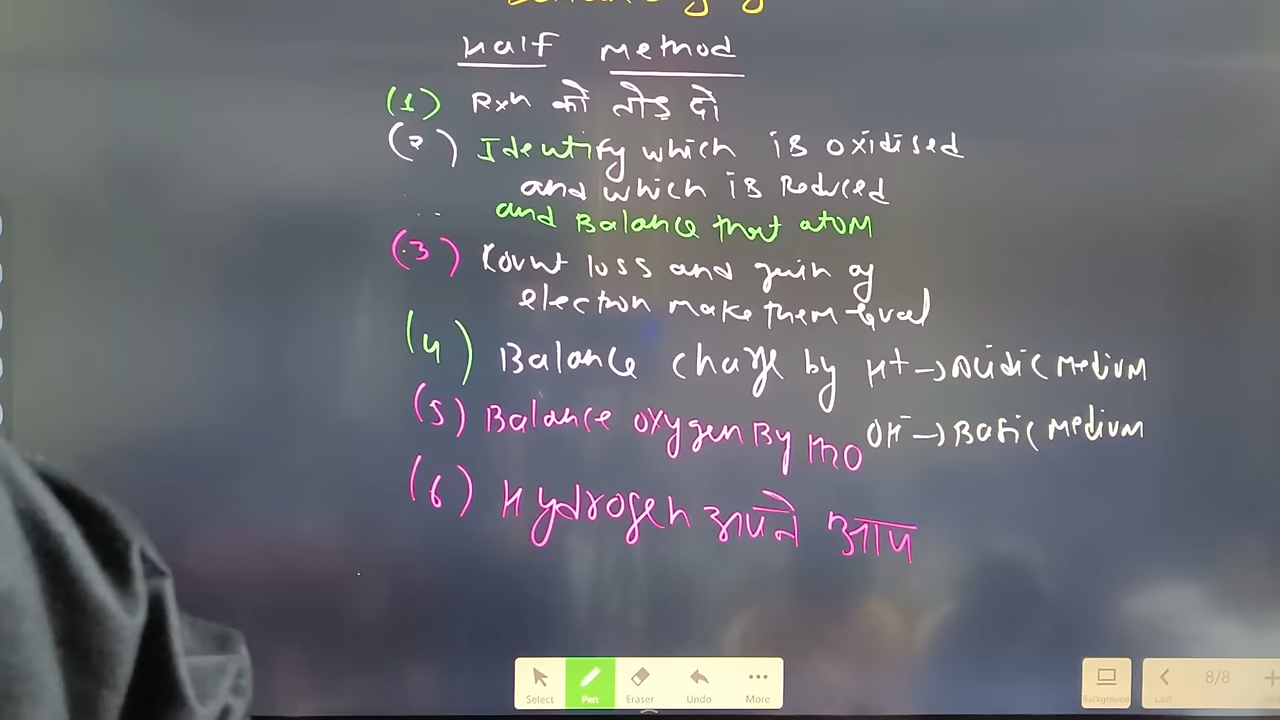 Half Method
(1) Rxn को तोड़ दो
(2) Identify which is oxidised
and which is Reduced
and Balance that atom
(3) Count loss and gain of
electron make them equal
(4) Balance charge by H+ → Acidic Medium
OH- → Basic Medium
(5) Balance oxygen By H2O
(6) Hydrogen अपने आप
Select Pen Eraser Undo More
Background Last 8/8